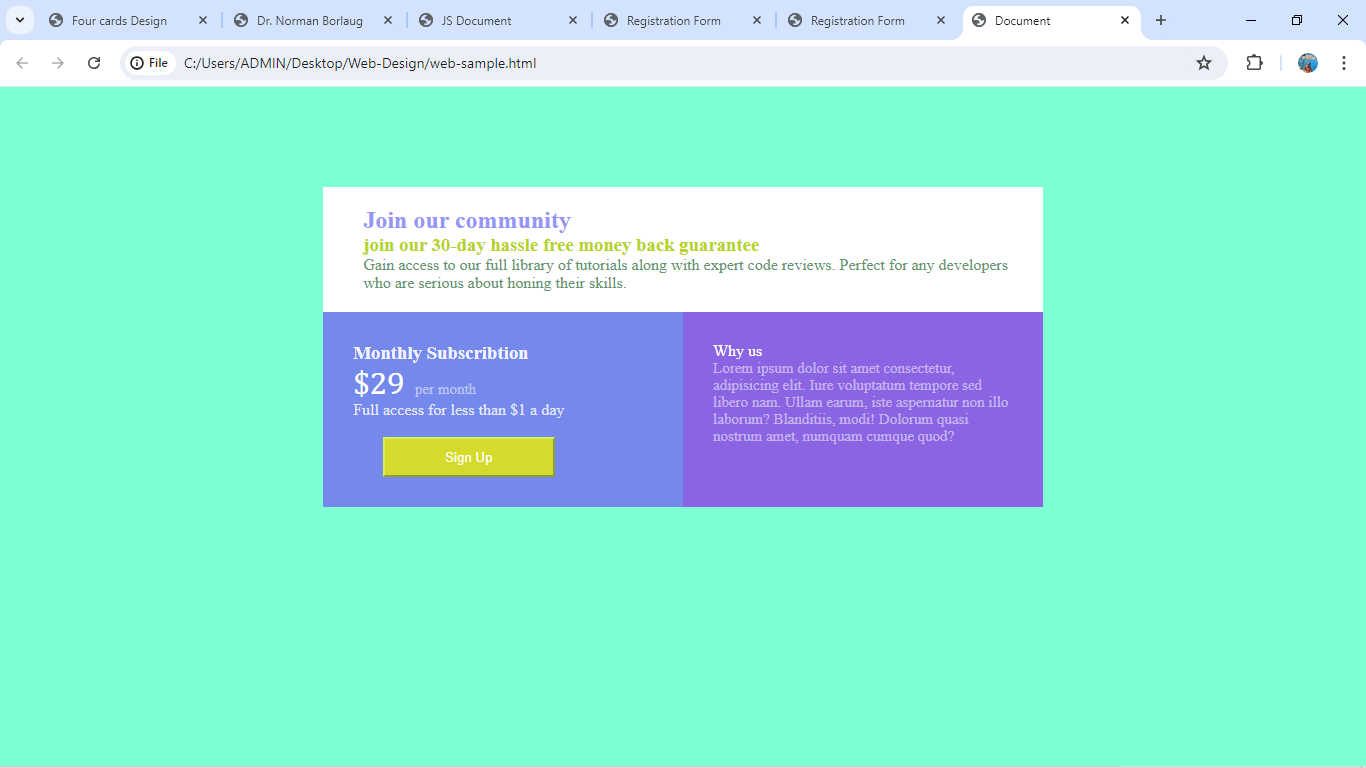 Four cards Design
Dr. Norman Borlaug
JS Document
Registration Form
Registration Form
Document
File
C:/Users/ADMIN/Desktop/Web-Design/web-sample.html
Join our community
join our 30-day hassle free money back guarantee
Gain access to our full library of tutorials along with expert code reviews. Perfect for any developers
who are serious about honing their skills.
Monthly Subscribtion
$29 per month
Full access for less than $1 a day
Sign Up
Why us
Lorem ipsum dolor sit amet consectetur,
adipisicing elit. Iure voluptatum tempore sed
libero nam. Ullam earum, iste aspernatur non illo
laborum? Blanditiis, modi! Dolorum quasi
nostrum amet, numquam cumque quod?